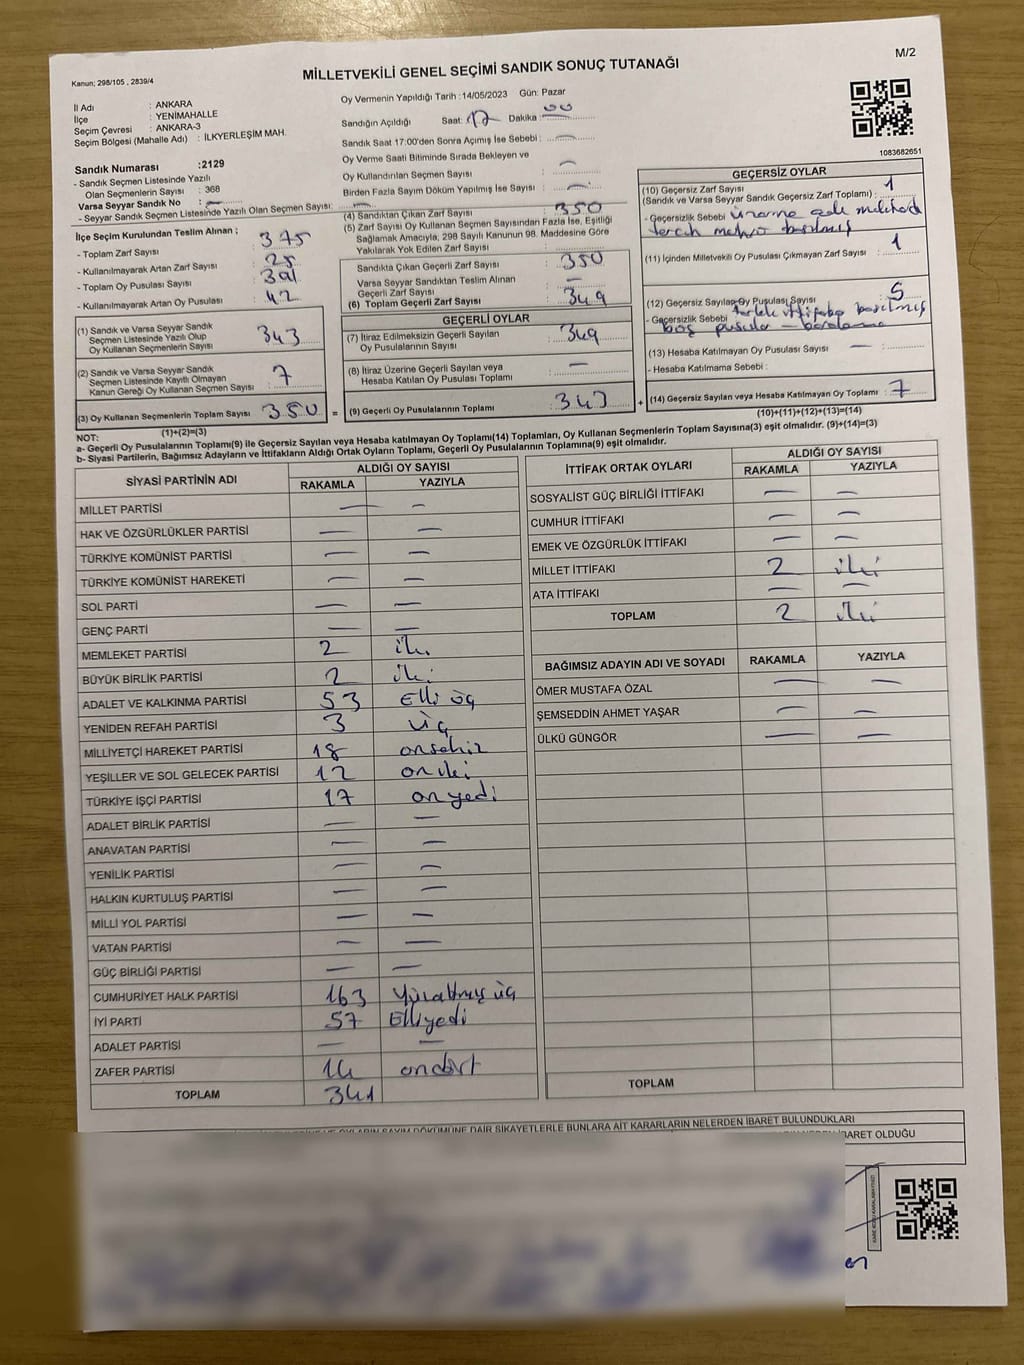 M/2
Kanun; 298/105 , 2839/4
MİLLETVEKİLİ GENEL SEÇİMİ SANDIK SONUÇ TUTANAĞI
İl Adı : ANKARA
İlçe : YENİMAHALLE
Seçim Çevresi : ANKARA-3
Seçim Bölgesi (Mahalle Adı) : İLKYERLEŞİM MAH.
Oy Vermenin Yapıldığı Tarih : 14/05/2023 Gün: Pazar
Sandığın Açıldığı Saat: 17 Dakika 00
Sandık Saat 17:00'den Sonra Açımış İse Sebebi : —
Oy Verme Saati Bitiminde Sırada Bekleyen ve
Oy Kullandırılan Seçmen Sayısı : —
Birden Fazla Sayım Döküm Yapılmış İse Sayısı : —
1083682651
Sandık Numarası :2129
- Sandık Seçmen Listesinde Yazılı
Olan Seçmenlerin Sayısı : 368
Varsa Seyyar Sandık No : —
- Seyyar Sandık Seçmen Listesinde Yazılı Olan Seçmen Sayısı: —
İlçe Seçim Kurulundan Teslim Alınan ;
- Toplam Zarf Sayısı : 375
- Kullanılmayarak Artan Zarf Sayısı : 25
- Toplam Oy Pusulası Sayısı : 391
- Kullanılmayarak Artan Oy Pusulası : 42
(4) Sandıktan Çıkan Zarf Sayısı : 350
(5) Zarf Sayısı Oy Kullanan Seçmen Sayısından Fazla İse, Eşitliği
Sağlamak Amacıyla, 298 Sayılı Kanunun 98. Maddesine Göre
Yakılarak Yok Edilen Zarf Sayısı
Sandıkta Çıkan Geçerli Zarf Sayısı : 350
Varsa Seyyar Sandıktan Teslim Alınan
Geçerli Zarf Sayısı : —
(6) Toplam Geçerli Zarf Sayısı : 349
GEÇERSİZ OYLAR
(10) Geçersiz Zarf Sayısı
(Sandık ve Varsa Seyyar Sandık Geçersiz Zarf Toplamı) : 1
- Geçersizlik Sebebi
tercih basılmış
(11) İçinden Milletvekili Oy Pusulası Çıkmayan Zarf Sayısı : 1
(12) Geçersiz Sayılan Oy Pusulası Sayısı : 5
- Geçersizlik Sebebi basılmış
boş
(13) Hesaba Katılmayan Oy Pusulası Sayısı — :
- Hesaba Katılmama Sebebi :
(14) Geçersiz Sayılan veya Hesaba Katılmayan Oy Toplamı : 7
(10)+(11)+(12)+(13)=(14)
(1) Sandık ve Varsa Seyyar Sandık
Seçmen Listesinde Yazılı Olup
Oy Kullanan Seçmenlerin Sayısı : 343
(2) Sandık ve Varsa Seyyar Sandık
Seçmen Listesinde Kayıtlı Olmayan
Kanun Gereği Oy Kullanan Seçmen Sayısı : 7
(3) Oy Kullanan Seçmenlerin Toplam Sayısı : 350 =
(1)+(2)=(3)
GEÇERLİ OYLAR
(7) İtiraz Edilmeksizin Geçerli Sayılan
Oy Pusulalarının Sayısı : 349
(8) İtiraz Üzerine Geçerli Sayılan veya
Hesaba Katılan Oy Pusulası Toplamı : —
(9) Geçerli Oy Pusulalarının Toplamı : 343 +
NOT:
a- Geçerli Oy Pusulalarının Toplamı(9) ile Geçersiz Sayılan veya Hesaba katılmayan Oy Toplamı(14) Toplamları, Oy Kullanan Seçmenlerin Toplam Sayısına(3) eşit olmalıdır. (9)+(14)=(3)
b- Siyasi Partilerin, Bağımsız Adayların ve İttifakların Aldığı Ortak Oyların Toplamı, Geçerli Oy Pusulalarının Toplamına(9) eşit olmalıdır.
SİYASİ PARTİNİN ADI ALDIĞI OY SAYISI
RAKAMLA YAZIYLA
MİLLET PARTİSİ — —
HAK VE ÖZGÜRLÜKLER PARTİSİ — —
TÜRKİYE KOMÜNİST PARTİSİ — —
TÜRKİYE KOMÜNİST HAREKETİ — —
SOL PARTİ — —
GENÇ PARTİ — —
MEMLEKET PARTİSİ 2 iki
BÜYÜK BİRLİK PARTİSİ 2 iki
ADALET VE KALKINMA PARTİSİ 53 Elli üç
YENİDEN REFAH PARTİSİ 3 üç
MİLLİYETÇİ HAREKET PARTİSİ 18 onsekiz
YEŞİLLER VE SOL GELECEK PARTİSİ 12 oniki
TÜRKİYE İŞÇİ PARTİSİ 17 onyedi
ADALET BİRLİK PARTİSİ — —
ANAVATAN PARTİSİ — —
YENİLİK PARTİSİ — —
HALKIN KURTULUŞ PARTİSİ — —
MİLLİ YOL PARTİSİ — —
VATAN PARTİSİ — —
GÜÇ BİRLİĞİ PARTİSİ — —
CUMHURİYET HALK PARTİSİ 163 Yüzaltmış üç
İYİ PARTİ 57 Elliyedi
ADALET PARTİSİ — —
ZAFER PARTİSİ 14 ondört
TOPLAM 341
İTTİFAK ORTAK OYLARI ALDIĞI OY SAYISI
RAKAMLA YAZIYLA
SOSYALİST GÜÇ BİRLİĞİ İTTİFAKI — —
CUMHUR İTTİFAKI — —
EMEK VE ÖZGÜRLÜK İTTİFAKI — —
MİLLET İTTİFAKI 2 iki
ATA İTTİFAKI — —
TOPLAM 2 iki
BAĞIMSIZ ADAYIN ADI VE SOYADI RAKAMLA YAZIYLA
ÖMER MUSTAFA ÖZAL — —
ŞEMSEDDİN AHMET YAŞAR — —
ÜLKÜ GÜNGÖR — —
TOPLAM
OYLARIN SAYIM DÖKÜMÜNE DAİR ŞİKAYETLERLE BUNLARA AİT KARARLARIN NELERDEN İBARET BULUNDUKLARI
İBARET OLDUĞU